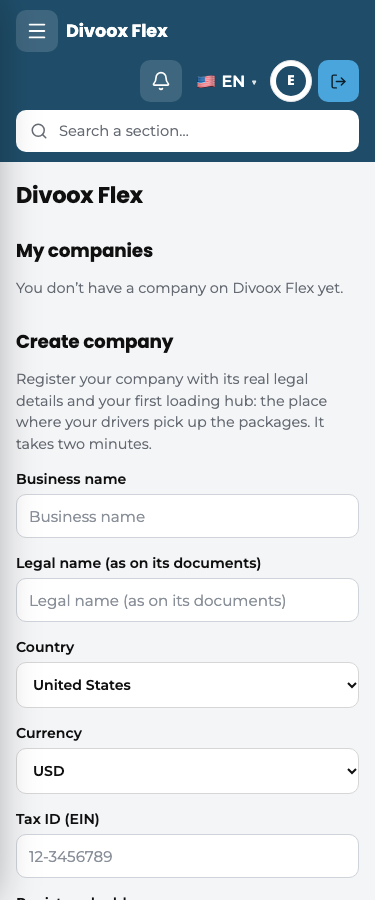 Divoox Flex
EN
E
Search a section...
Divoox Flex
My companies
You don't have a company on Divoox Flex yet.
Create company
Register your company with its real legal
details and your first loading hub: the place
where your drivers pick up the packages. It
takes two minutes.
Business name
Business name
Legal name (as on its documents)
Legal name (as on its documents)
Country
United States
Currency
USD
Tax ID (EIN)
12-3456789